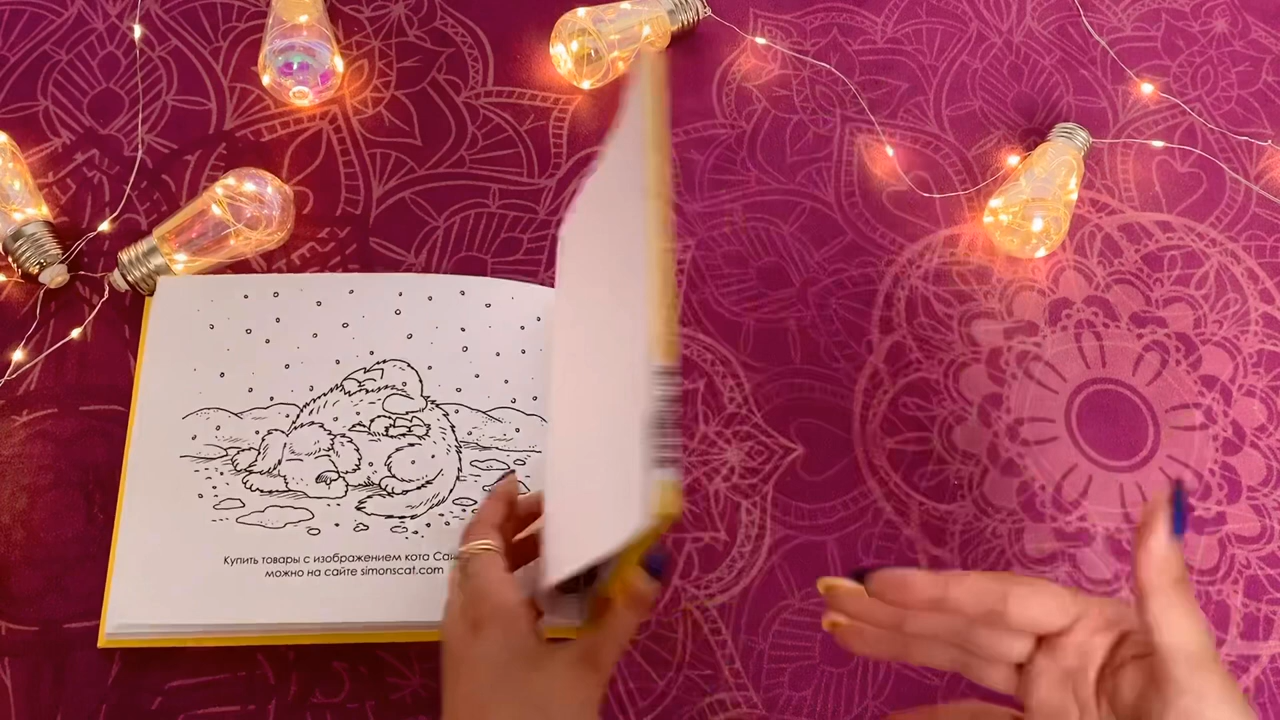 Купить товары с изображением кота
можно на сайте simonscat.com